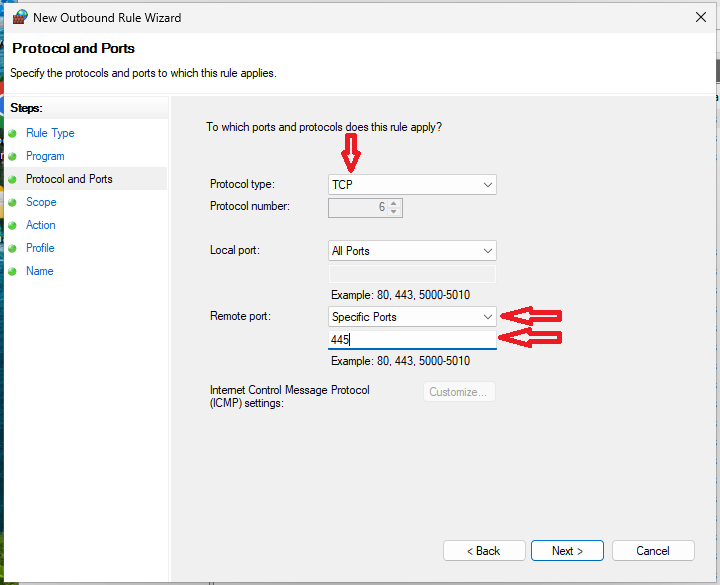 New Outbound Rule Wizard
Protocol and Ports
Specify the protocols and ports to which this rule applies.
Steps:
Rule Type
Program
Protocol and Ports
Scope
Action
Profile
Name
To which ports and protocols does this rule apply?
Protocol type: TCP
Protocol number: 6
Local port: All Ports
Example: 80, 443, 5000-5010
Remote port: Specific Ports
445
Example: 80, 443, 5000-5010
Internet Control Message Protocol
(ICMP) settings:
Customize...
< Back Next > Cancel